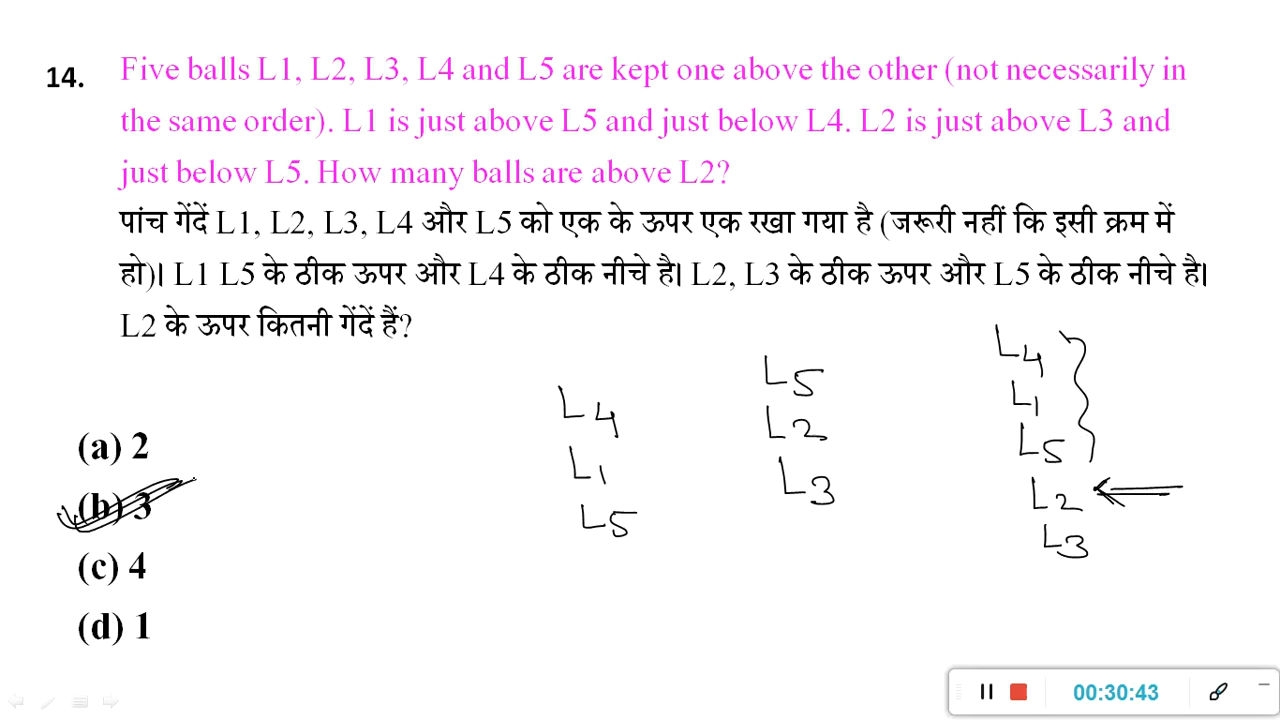 14. Five balls L1, L2, L3, L4 and L5 are kept one above the other (not necessarily in
the same order). L1 is just above L5 and just below L4. L2 is just above L3 and
just below L5. How many balls are above L2?
पांच गेंदें L1, L2, L3, L4 और L5 को एक के ऊपर एक रखा गया है (जरूरी नहीं कि इसी क्रम में
हो)। L1 L5 के ठीक ऊपर और L4 के ठीक नीचे है। L2, L3 के ठीक ऊपर और L5 के ठीक नीचे है।
L2 के ऊपर कितनी गेंदें हैं?
(a) 2
(b) 3
(c) 4
(d) 1
L4
L1
L5
L5
L2
L3
L4
L1
L5
L2
L3
00:30:43